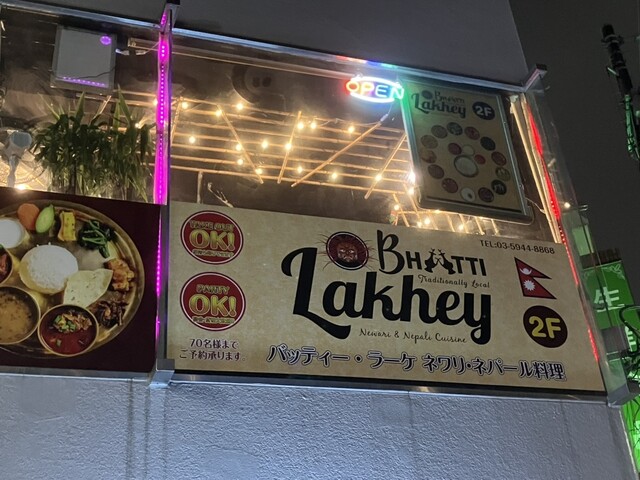 OPEN
BHATTI
Lakhey
2F
TEL:03-5944-8868
OK!
BHATTI
Traditionally Local
Lakhey
Newari & Nepali Cuisine
PARTY
OK!
2F
70名様まで
ご予約承ります
バッティー・ラーケ ネワリ・ネパール料理
生